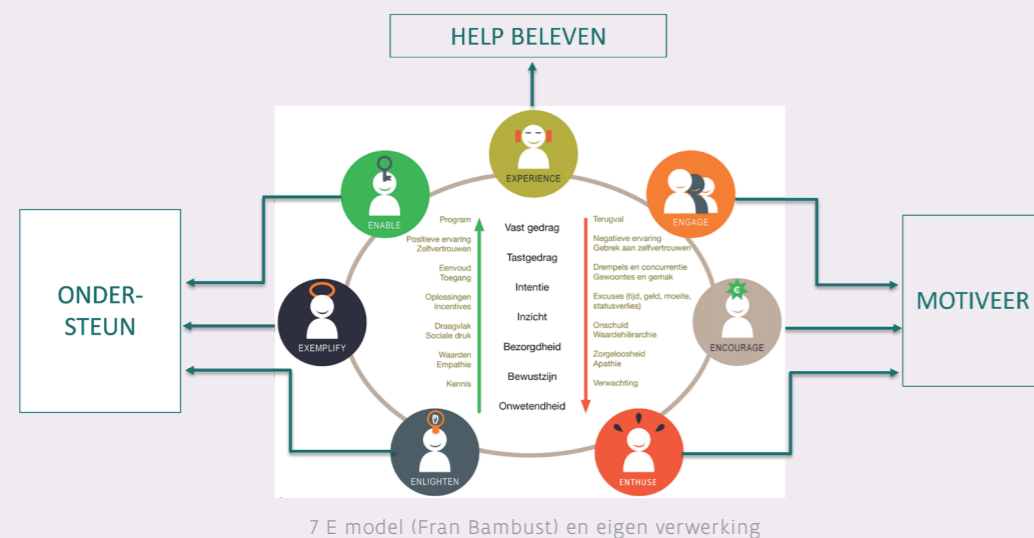 HELP BELEVEN
EXPERIENCE
ENABLE
ENGAGE
ONDER-
STEUN
EXEMPLIFY
Program
Positieve ervaring
Zelfvertrouwen
Eenvoud
Toegang
Oplossingen
Incentives
Draagvlak
Sociale druk
Waarden
Empathie
Kennis
Vast gedrag
Tastgedrag
Intentie
Inzicht
Bezorgdheid
Bewustzijn
Onwetendheid
Terugval
Negatieve ervaring
Gebrek aan zelfvertrouwen
Drempels en concurrentie
Gewoontes en gemak
Excuses (tijd, geld, moeite,
statusverlies)
Onschuld
Waardehiërarchie
Zorgeloosheid
Apathie
Verwachting
€
ENCOURAGE
MOTIVEER
ENLIGHTEN
ENTHUSE
7 E model (Fran Bambust) en eigen verwerking